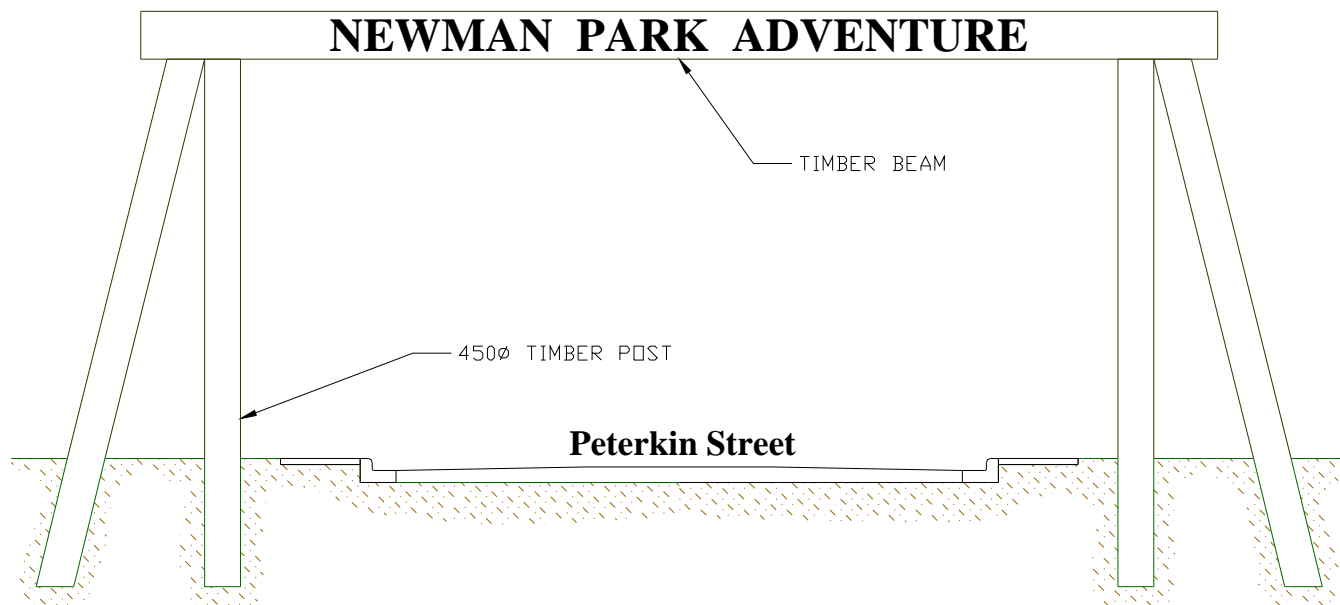 NEWMAN PARK ADVENTURE
TIMBER BEAM
450ø TIMBER POST
Peterkin Street